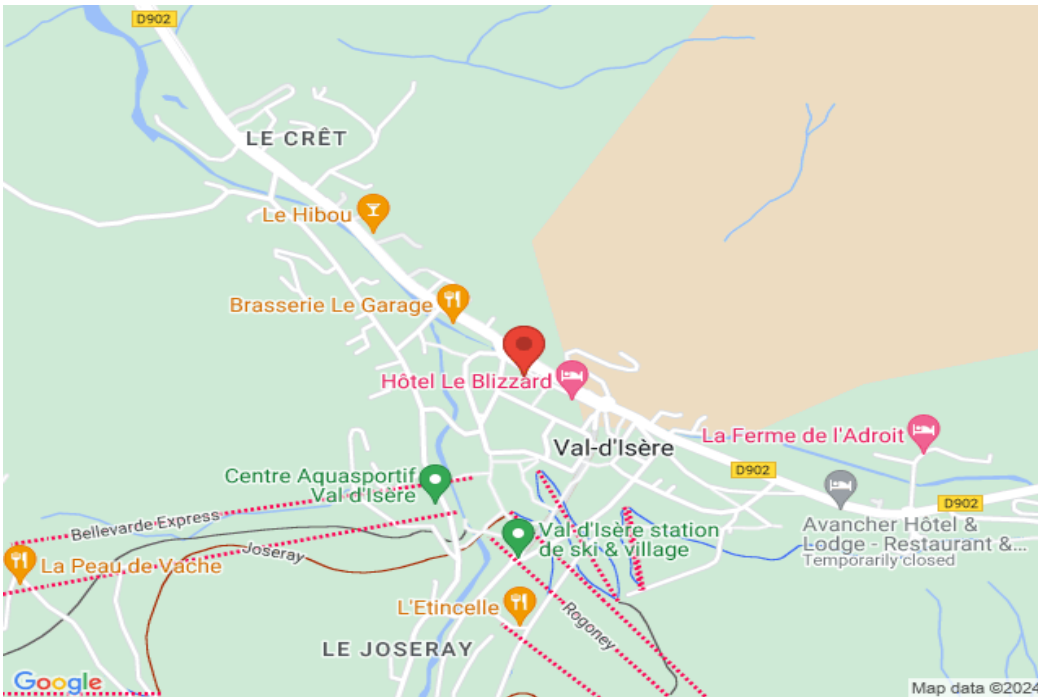 D902
LE CRÊT
Le Hibou
Brasserie Le Garage
Hôtel Le Blizzard
Val-d'Isère
La Ferme de l'Adroit
D902
D902
Centre Aquasportif
Val d'Isère
Bellevarde Express
Joseray
La Peau de Vache
Val d'Isère station
de ski & village
Avancher Hôtel &
Lodge - Restaurant &...
Temporarily closed
L'Etincelle
Rogoney
LE JOSERAY
Google
Map data ©2024